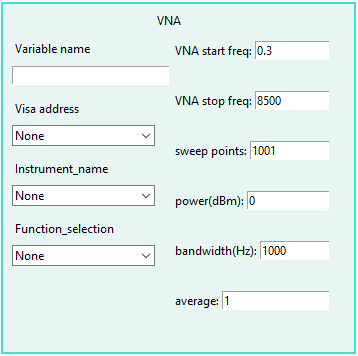 VNA
Variable name
Visa address
None
Instrument_name
None
Function_selection
None
VNA start freq: 0.3
VNA stop freq: 8500
sweep points: 1001
power(dBm): 0
bandwidth(Hz): 1000
average: 1